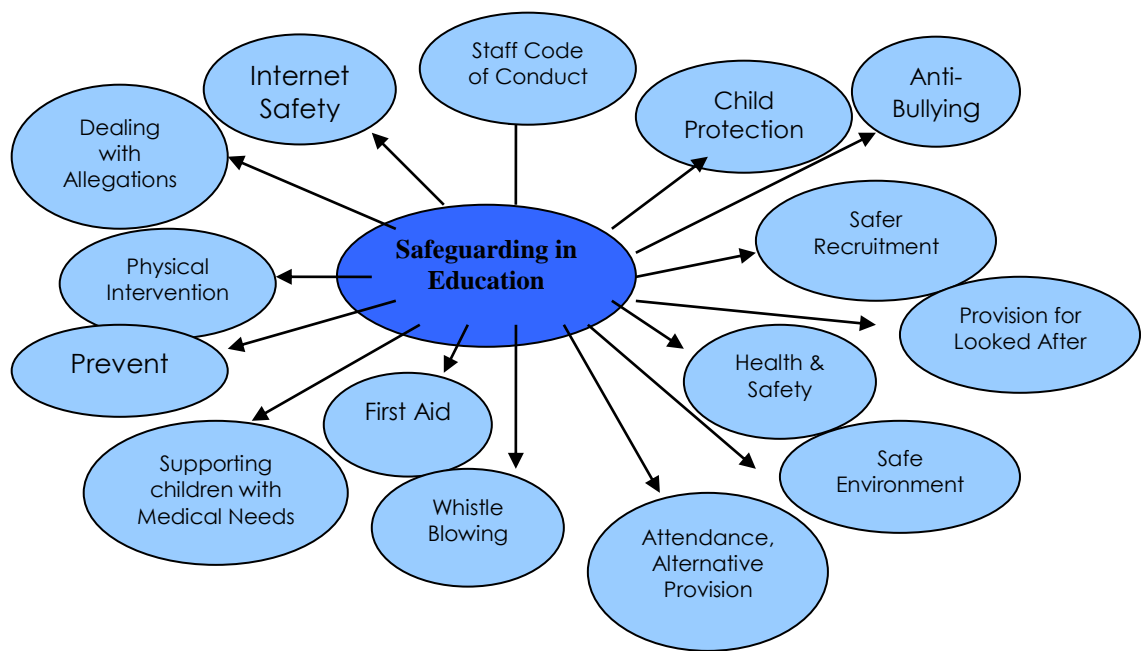 Staff Code
of Conduct
Internet
Safety
Anti-
Bullying
Child
Protection
Dealing
with
Allegations
Safer
Recruitment
Safeguarding in
Education
Physical
Intervention
Provision for
Looked After
Prevent
Health &
Safety
First Aid
Supporting
children with
Medical Needs
Safe
Environment
Whistle
Blowing
Attendance,
Alternative
Provision